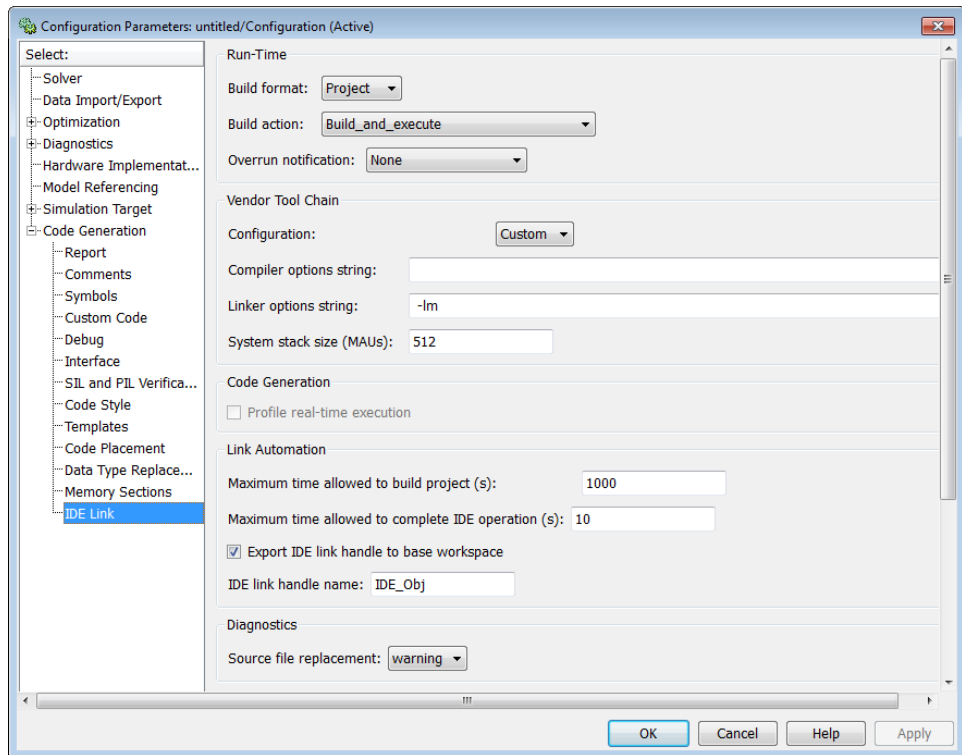 Configuration Parameters: untitled/Configuration (Active)
Select:
Solver
Data Import/Export
Optimization
Diagnostics
Hardware Implementat...
Model Referencing
Simulation Target
Code Generation
Report
Comments
Symbols
Custom Code
Debug
Interface
SIL and PIL Verifica...
Code Style
Templates
Code Placement
Data Type Replace...
Memory Sections
IDE Link
Run-Time
Build format: Project
Build action: Build_and_execute
Overrun notification: None
Vendor Tool Chain
Configuration: Custom
Compiler options string:
Linker options string: -lm
System stack size (MAUs): 512
Code Generation
Profile real-time execution
Link Automation
Maximum time allowed to build project (s): 1000
Maximum time allowed to complete IDE operation (s): 10
Export IDE link handle to base workspace
IDE link handle name: IDE_Obj
Diagnostics
Source file replacement: warning
OK Cancel Help Apply